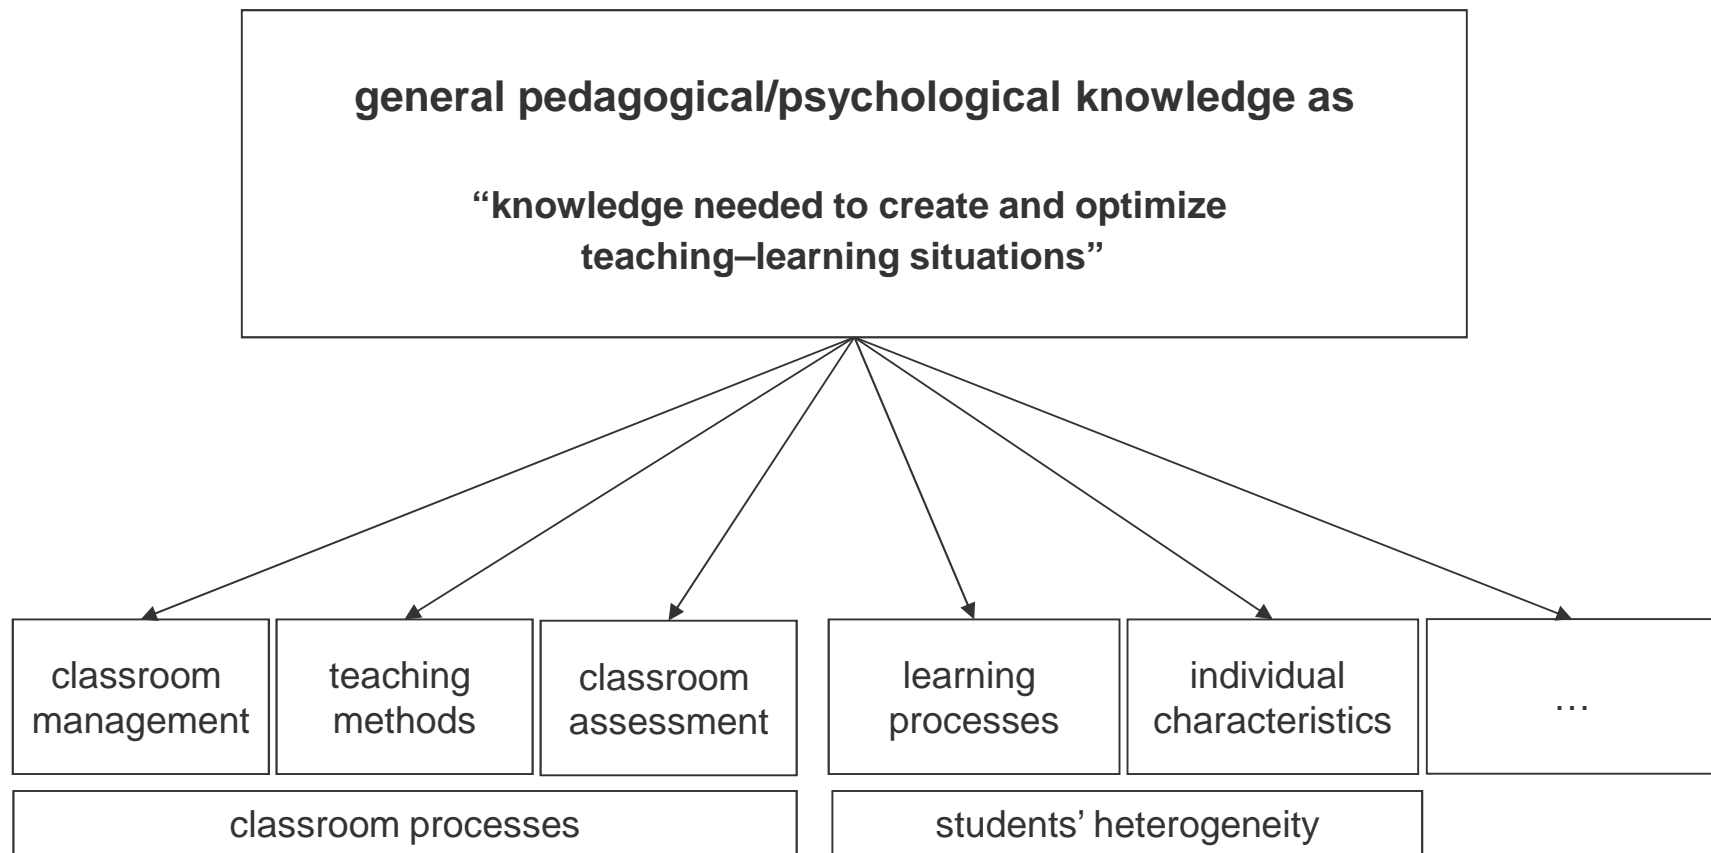 general pedagogical/psychological knowledge as
“knowledge needed to create and optimize
teaching–learning situations”
classroom
management
teaching
methods
classroom
assessment
learning
processes
individual
characteristics
…
classroom processes
students’ heterogeneity